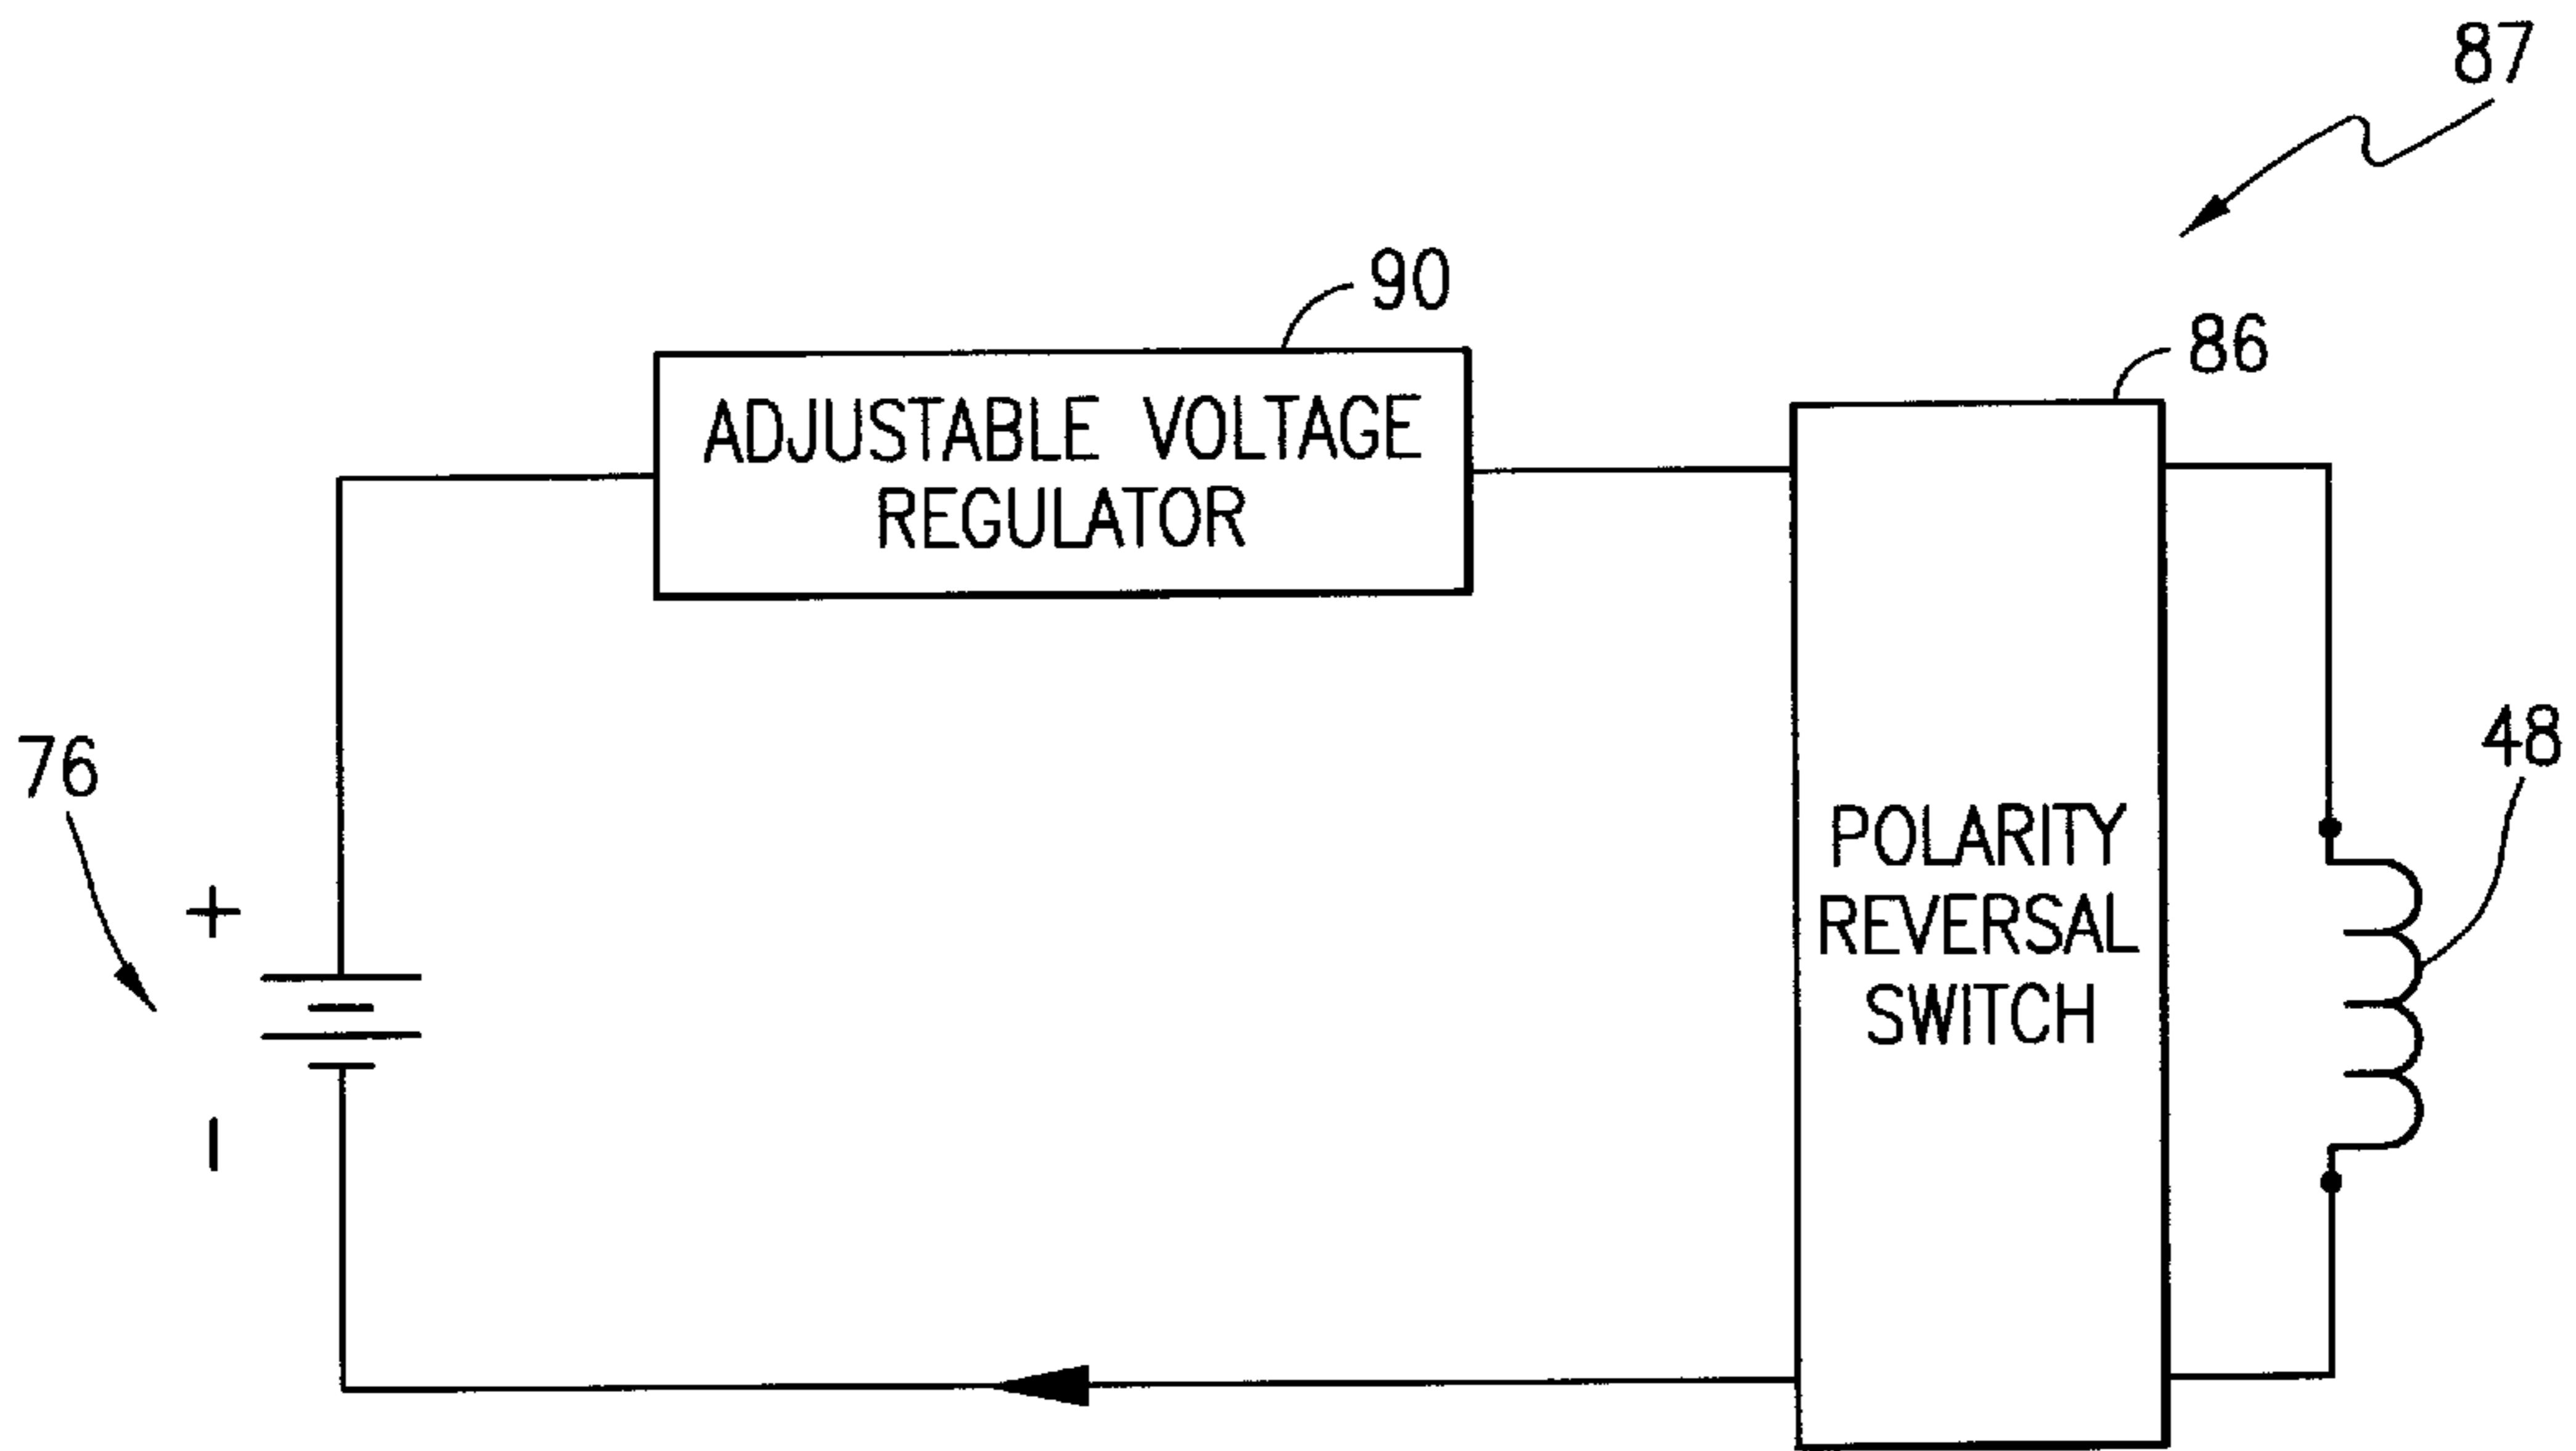 87
90
ADJUSTABLE VOLTAGE
REGULATOR
86
76
+
–
POLARITY
REVERSAL
SWITCH
48